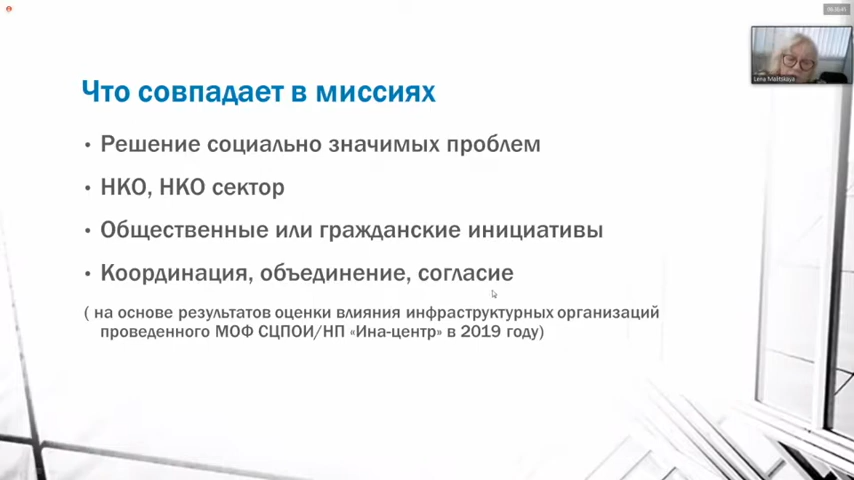 Что совпадает в миссиях
• Решение социально значимых проблем
• НКО, НКО сектор
• Общественные или гражданские инициативы
• Координация, объединение, согласие
( на основе результатов оценки влияния инфраструктурных организаций
проведенного МОФ СЦПОИ/НП «Ина-центр» в 2019 году)
Lena Malitskaya